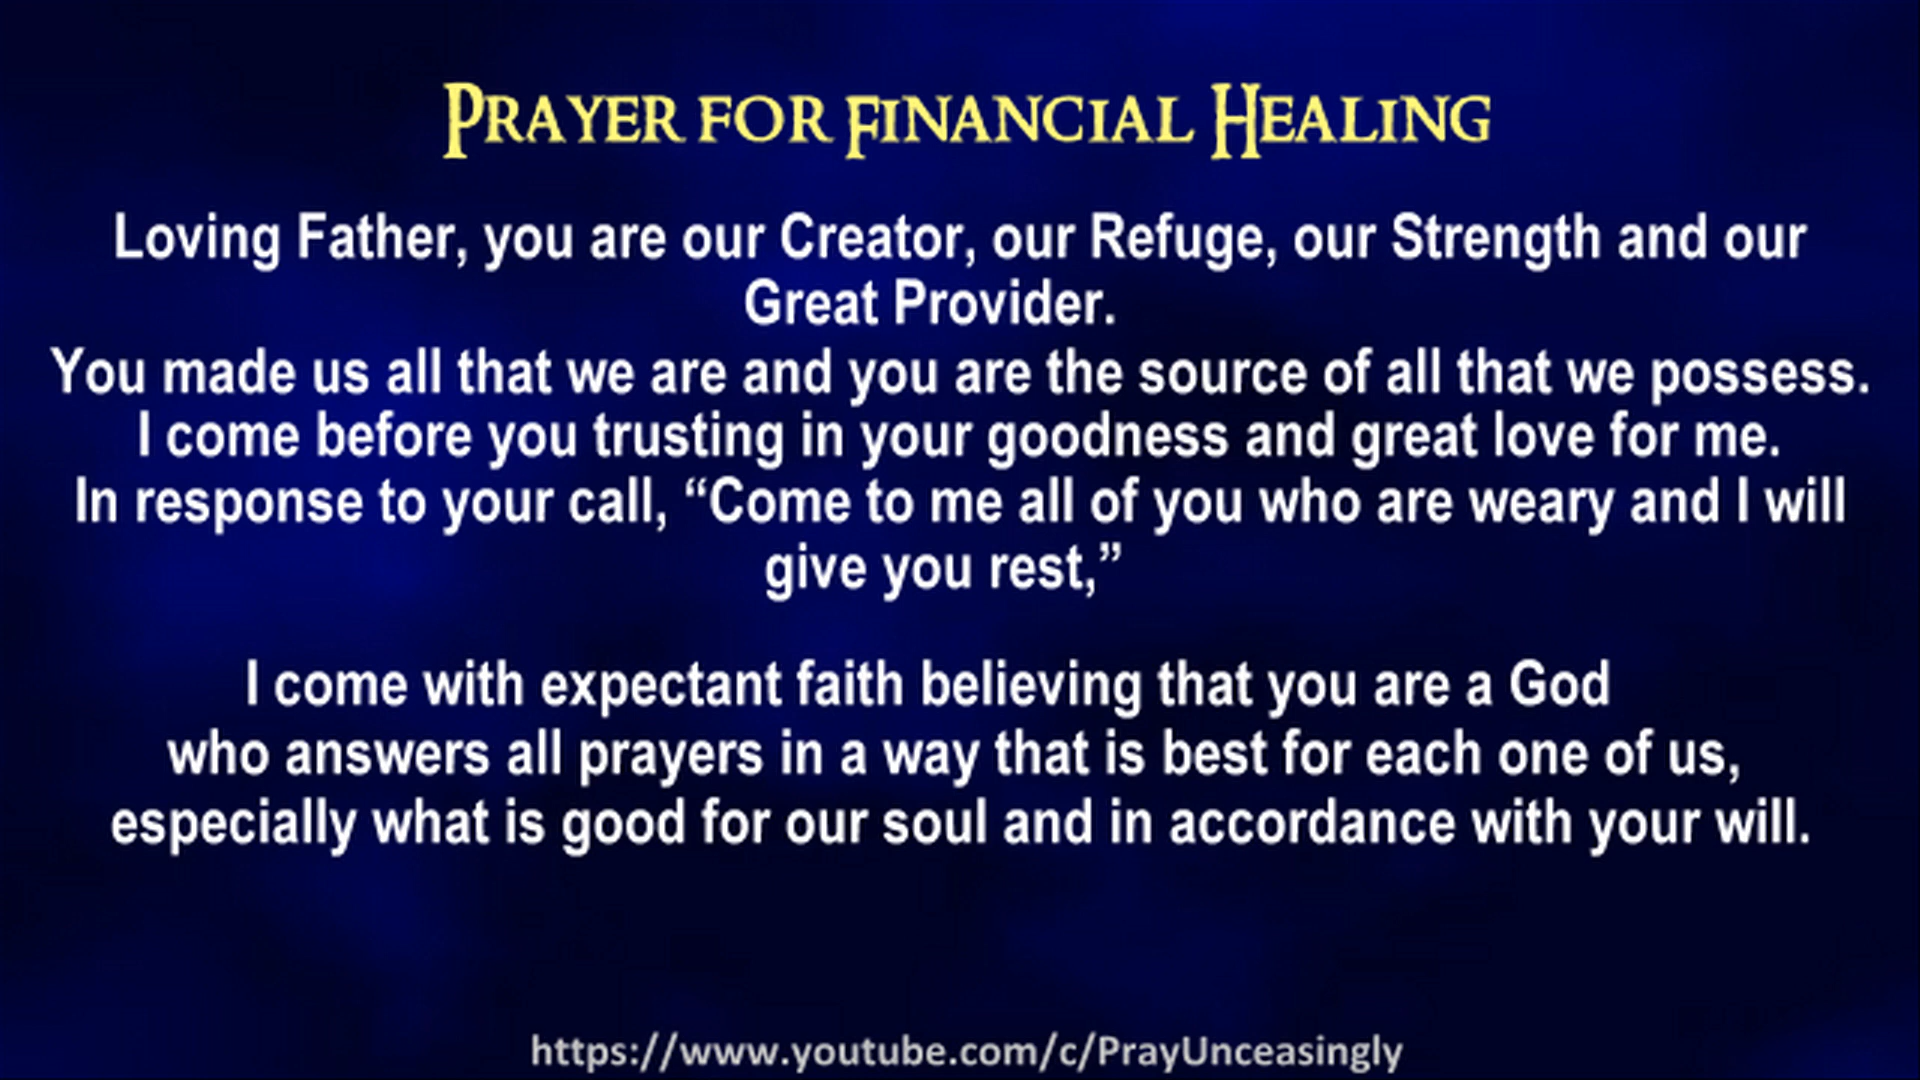 Prayer for Financial Healing
Loving Father, you are our Creator, our Refuge, our Strength and our
Great Provider.
You made us all that we are and you are the source of all that we possess.
I come before you trusting in your goodness and great love for me.
In response to your call, “Come to me all of you who are weary and I will
give you rest,”
I come with expectant faith believing that you are a God
who answers all prayers in a way that is best for each one of us,
especially what is good for our soul and in accordance with your will.
https://www.youtube.com/c/PrayUnceasingly